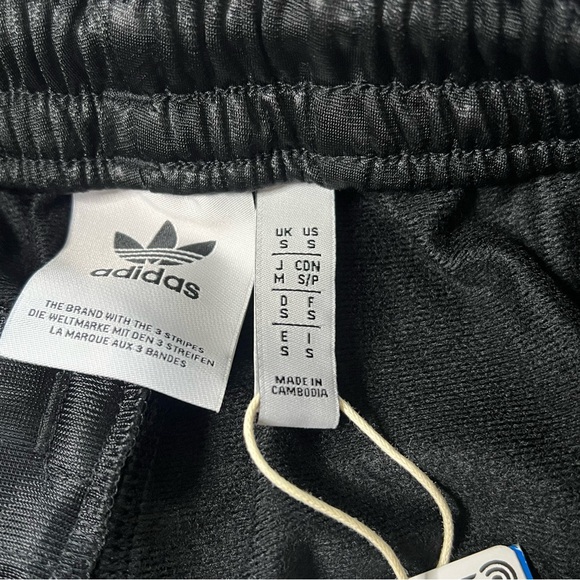 adidas
THE BRAND WITH THE 3 STRIPES
DIE WELTMARKE MIT DEN 3 STREIFEN
LA MARQUE AUX 3 BANDES
UK US
S S
J CDN
M S/P
D F
S S
E I
S S
MADE IN
CAMBODIA